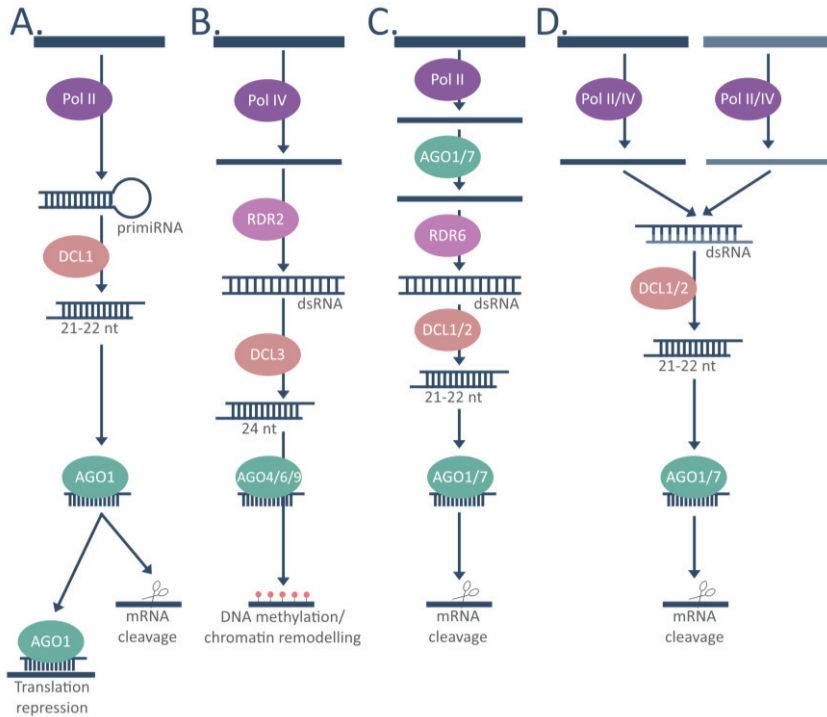 A.
Pol II
primiRNA
DCL1
21-22 nt
AGO1
mRNA
cleavage
AGO1
Translation
repression
B.
Pol IV
RDR2
dsRNA
DCL3
24 nt
AGO4/6/9
DNA methylation/
chromatin remodelling
C.
Pol II
AGO1/7
RDR6
dsRNA
DCL1/2
21-22 nt
AGO1/7
mRNA
cleavage
D.
Pol II/IV
Pol II/IV
dsRNA
DCL1/2
21-22 nt
AGO1/7
mRNA
cleavage